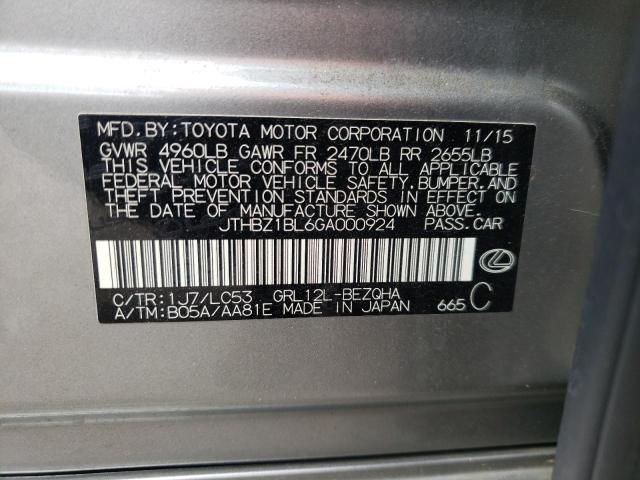 MFD. BY: TOYOTA MOTOR CORPORATION 11/15
GVWR 4960LB GAWR FR 2470LB RR 2655LB
THIS VEHICLE CONFORMS TO ALL APPLICABLE
FEDERAL MOTOR VEHICLE SAFETY, BUMPER, AND
THEFT PREVENTION STANDARDS IN EFFECT ON
THE DATE OF MANUFACTURE SHOWN ABOVE.
JTHBZ1BL6GA000924 PASS. CAR
C/TR: 1J7/LC53 GRL12L-BEZQHA
A/TM: B05A/AA81E MADE IN JAPAN 665 C